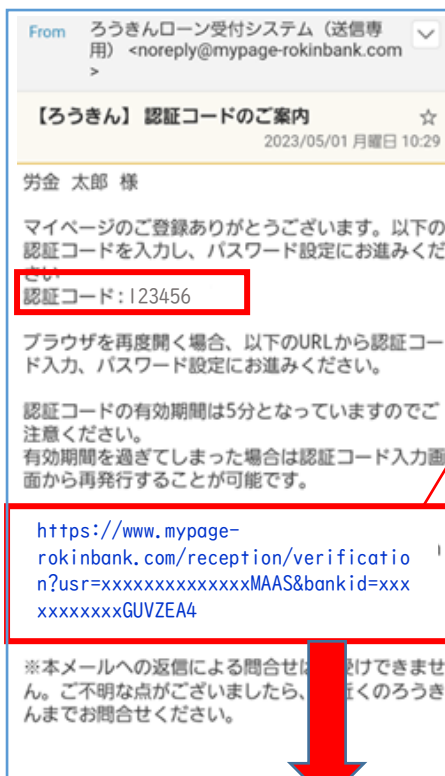 From ろうきんローン受付システム（送信専
用） <noreply@mypage-rokinbank.com
>
【ろうきん】 認証コードのご案内
2023/05/01 月曜日 10:29
労金 太郎 様
マイページのご登録ありがとうございます。以下の
認証コードを入力し、パスワード設定にお進みくだ
さい
認証コード：123456
ブラウザを再度開く場合、以下のURLから認証コー
ド入力、パスワード設定にお進みください。
認証コードの有効期間は5分となっていますのでご
注意ください。
有効期間を過ぎてしまった場合は認証コード入力画
面から再発行することが可能です。
https://www.mypage-
rokinbank.com/reception/verificatio
n?usr=xxxxxxxxxxxxxxMAAS&bankid=xxx
xxxxxxxxGUVZEA4
※本メールへの返信による問合せは 受けできませ
ん。ご不明な点がございましたら、 近くのろうき
んまでお問合せください。